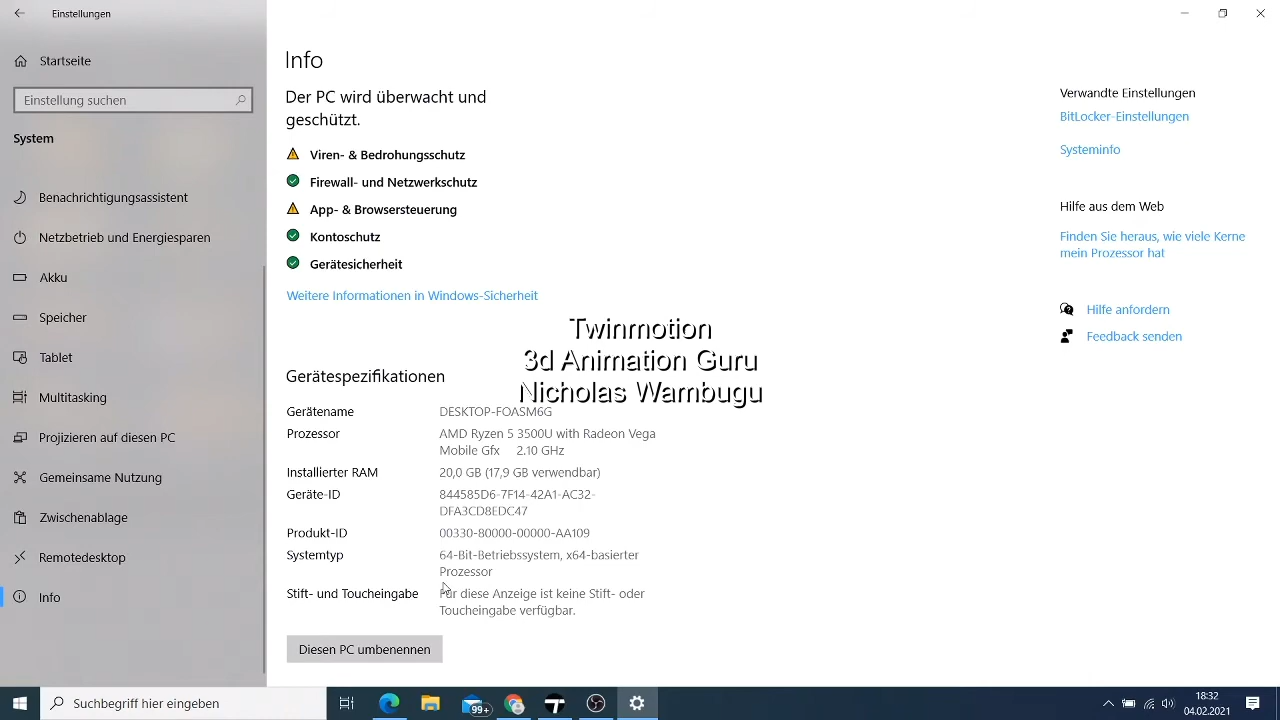 Einstellungen
Startseite
Einstellung suchen
System
Benachrichtigungsassistent
Netzbetrieb und Energiesparen
Akku
Speicher
Tablet
Multitasking
Projizieren auf diesen PC
Gemeinsame Nutzung
Zwischenablage
Remotedesktop
Info
Info
Der PC wird überwacht und
geschützt.
Viren- & Bedrohungsschutz
Firewall- und Netzwerkschutz
App- & Browsersteuerung
Kontoschutz
Gerätesicherheit
Weitere Informationen in Windows-Sicherheit
Twinmotion
3d Animation Guru
Nicholas Wambugu
Gerätespezifikationen
Gerätename DESKTOP-FOASM6G
Prozessor AMD Ryzen 5 3500U with Radeon Vega
Mobile Gfx 2.10 GHz
Installierter RAM 20,0 GB (17,9 GB verwendbar)
Geräte-ID 844585D6-7F14-42A1-AC32-
DFA3CD8EDC47
Produkt-ID 00330-80000-00000-AA109
Systemtyp 64-Bit-Betriebssystem, x64-basierter
Prozessor
Stift- und Toucheingabe Für diese Anzeige ist keine Stift- oder
Toucheingabe verfügbar.
Diesen PC umbenennen
Verwandte Einstellungen
BitLocker-Einstellungen
Systeminfo
Hilfe aus dem Web
Finden Sie heraus, wie viele Kerne
mein Prozessor hat
Hilfe anfordern
Feedback senden
Zur Suche Text hier eingeben
99+
18:32
04.02.2021